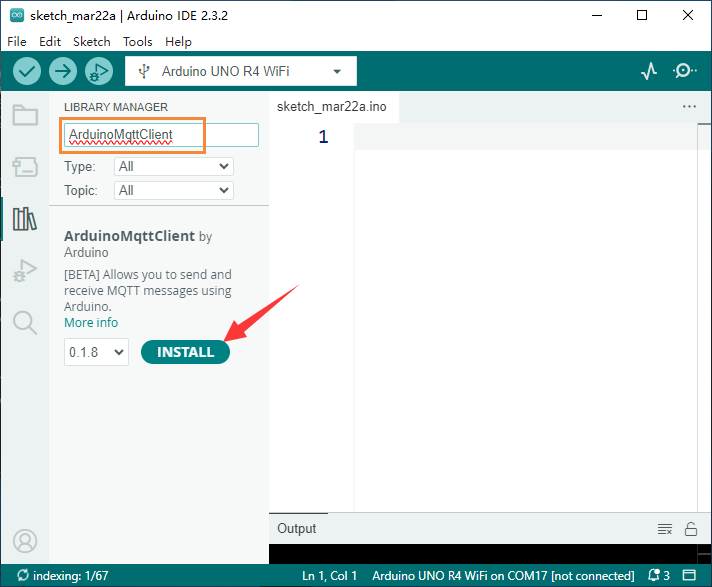 sketch_mar22a | Arduino IDE 2.3.2
File Edit Sketch Tools Help
Arduino UNO R4 WiFi
LIBRARY MANAGER
ArduinoMqttClient
Type: All
Topic: All
ArduinoMqttClient by
Arduino
[BETA] Allows you to send and
receive MQTT messages using
Arduino.
More info
0.1.8
INSTALL
sketch_mar22a.ino
1
Output
indexing: 1/67
Ln 1, Col 1
Arduino UNO R4 WiFi on COM17 [not connected]
3